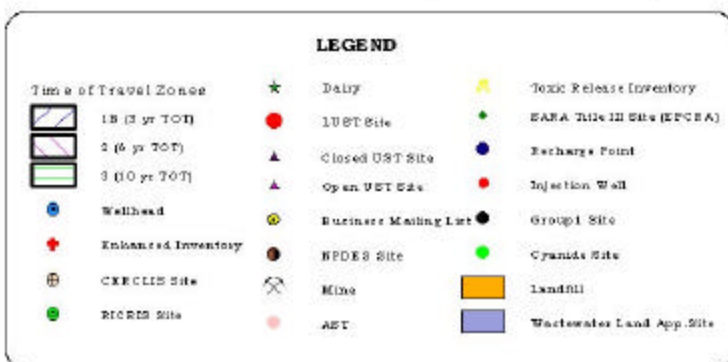 LEGEND
Time of Travel Zones
1B (3 yr TOT)
2 (6 yr TOT)
3 (10 yr TOT)
Wellhead
Enhanced Inventory
CERCLIS Site
RICRIS Site
Dairy
LUST Site
Closed UST Site
Open UST Site
Business Mailing List
NPDES Site
Mine
AST
Toxic Release Inventory
SARA Title III Site (EPCRA)
Recharge Point
Injection Well
Group1 Site
Cyanide Site
Landfill
Wastewater Land App. Site